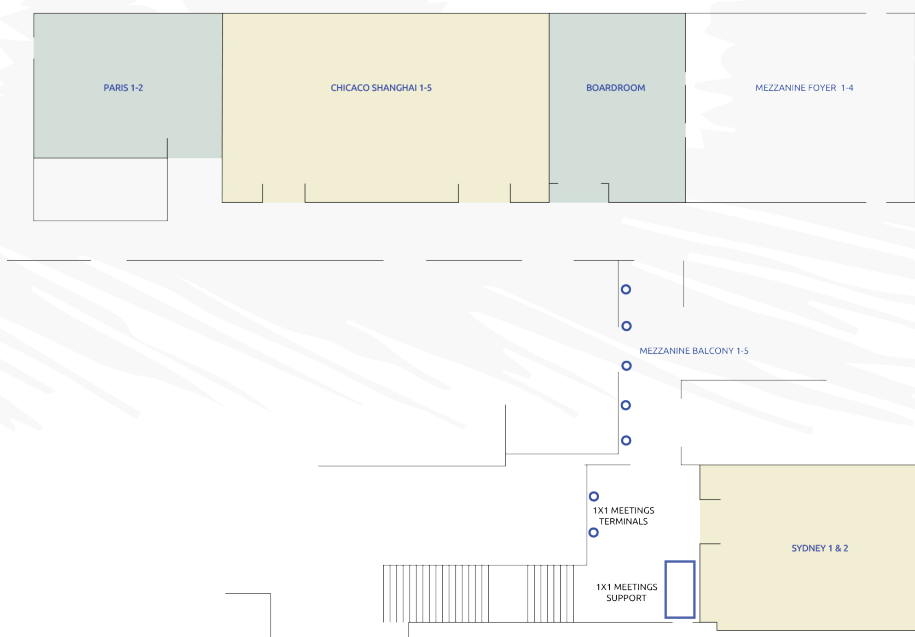 PARIS 1-2
CHICACO SHANGHAI 1-5
BOARDROOM
MEZZANINE FOYER 1-4
MEZZANINE BALCONY 1-5
1X1 MEETINGS
TERMINALS
SYDNEY 1 & 2
1X1 MEETINGS
SUPPORT